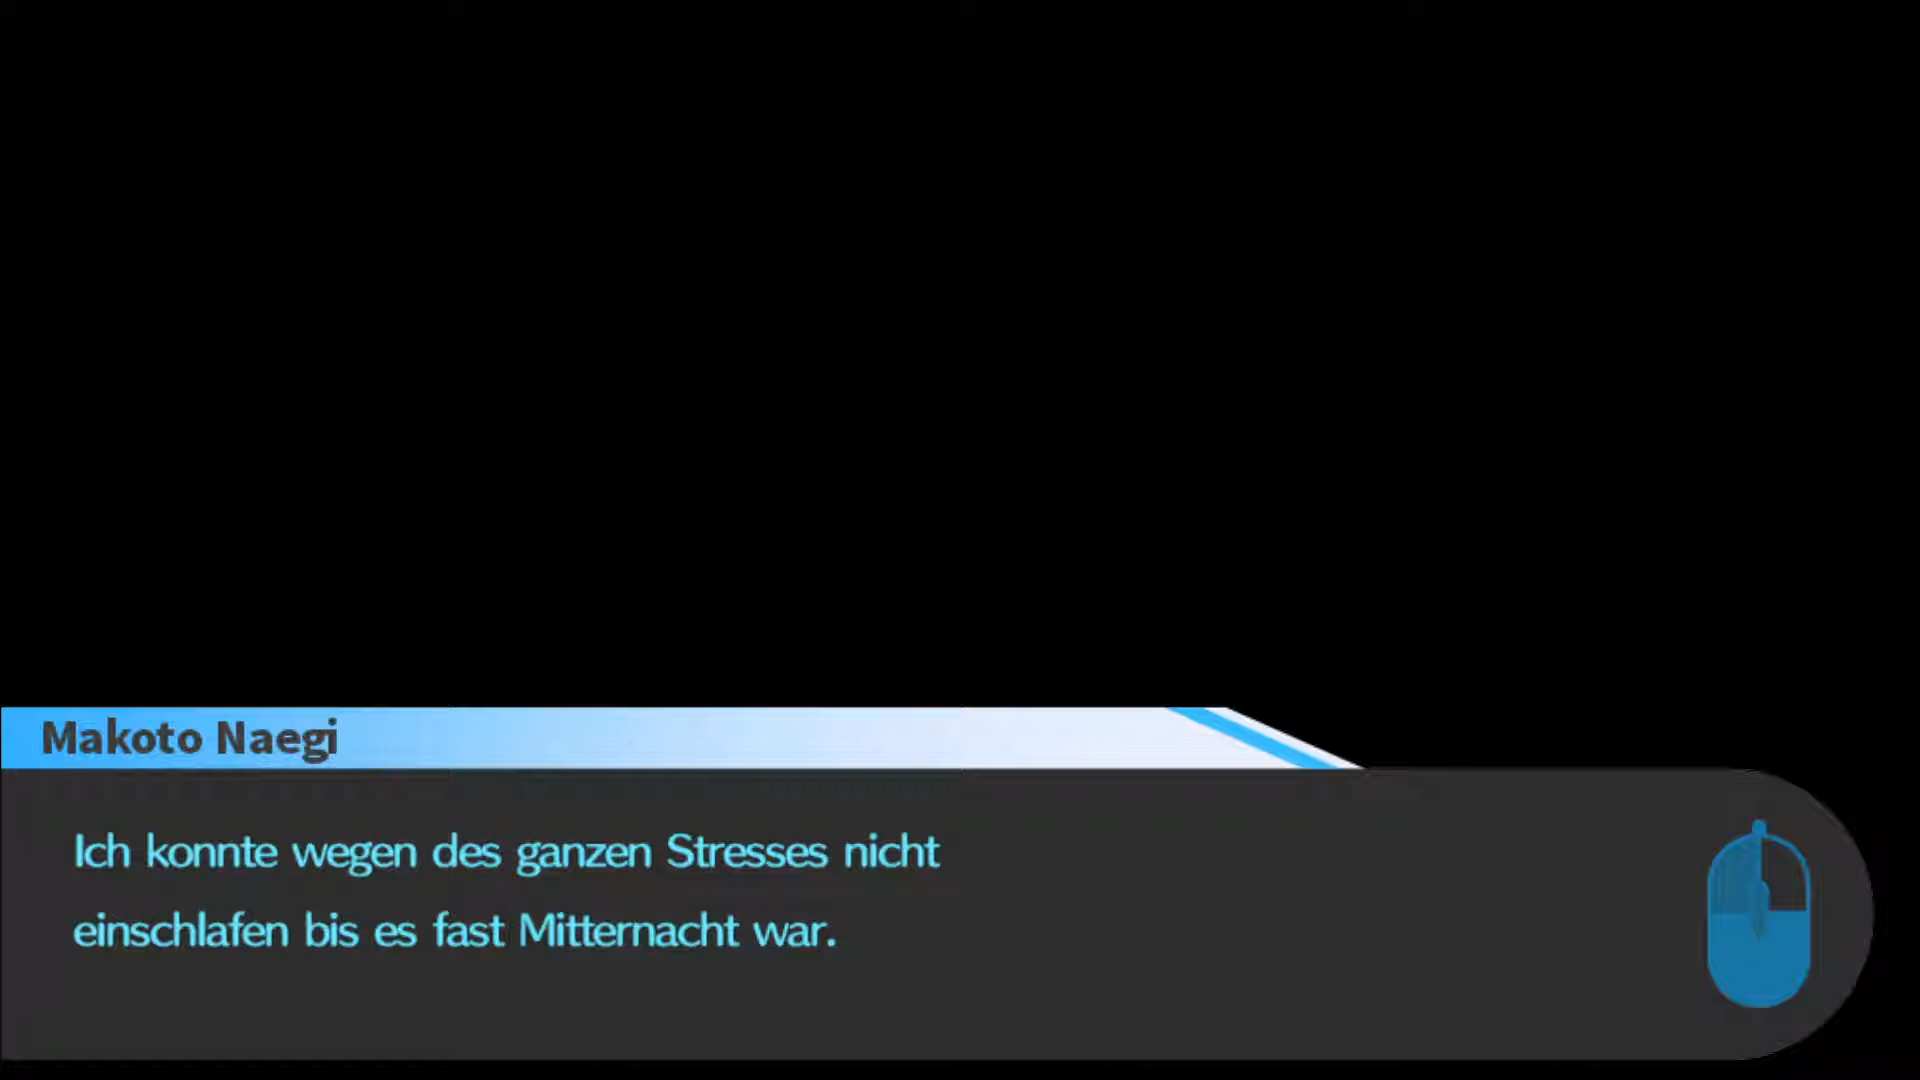 Makoto Naegi
Ich konnte wegen des ganzen Stresses nicht
einschlafen bis es fast Mitternacht war.